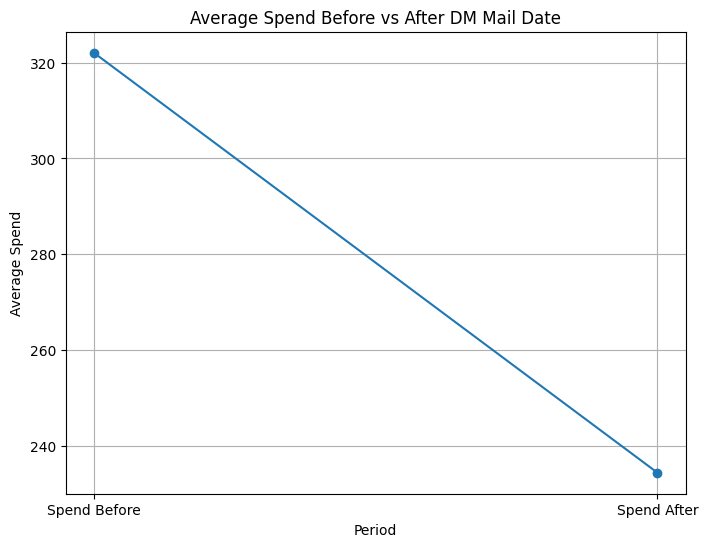 Average Spend Before vs After DM Mail Date
320
300
280
260
240
Average Spend
Spend Before
Spend After
Period